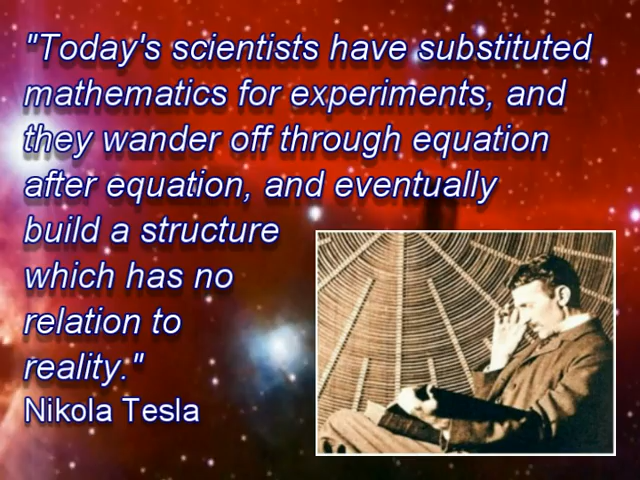 "Today's scientists have substituted
mathematics for experiments, and
they wander off through equation
after equation, and eventually
build a structure
which has no
relation to
reality."
Nikola Tesla